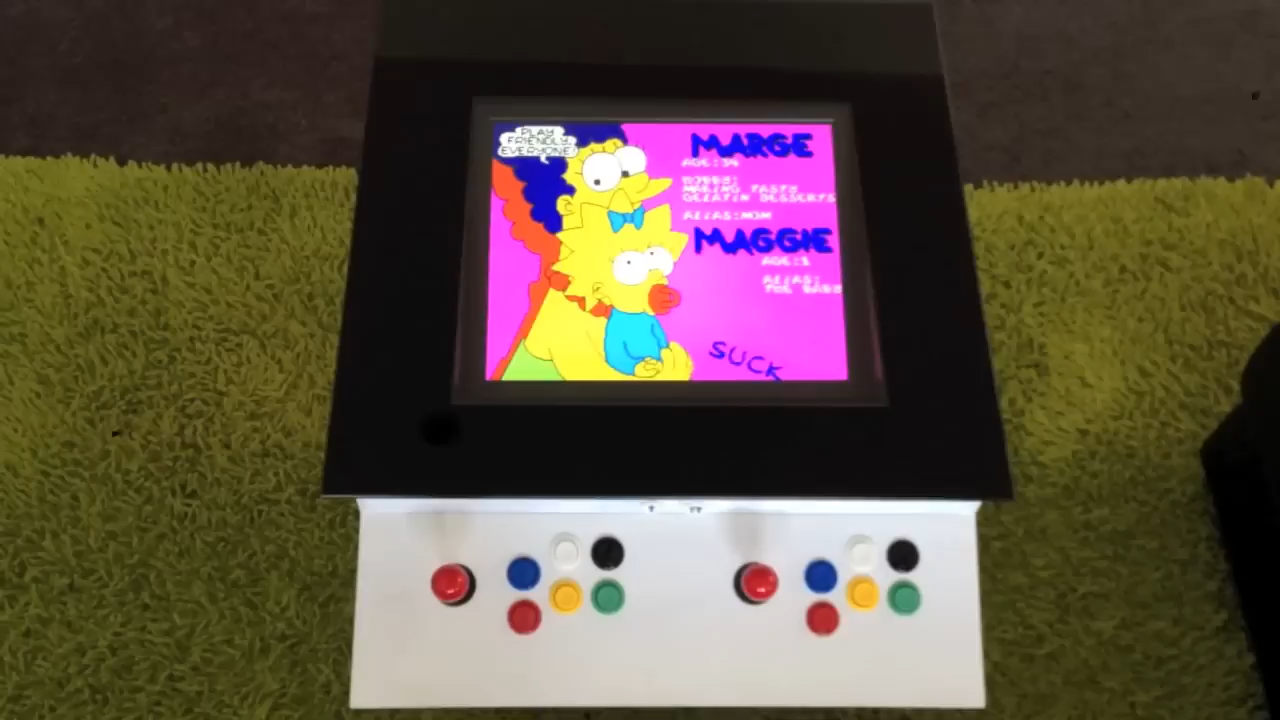 PLAY
FRIENDLY,
EVERYONE!
MARGE
AGE:34
HOBBY:
MAKING TASTY
GELATIN DESSERTS
ALIAS:MOM
MAGGIE
AGE:1
ALIAS:
THE BABY
SUCK